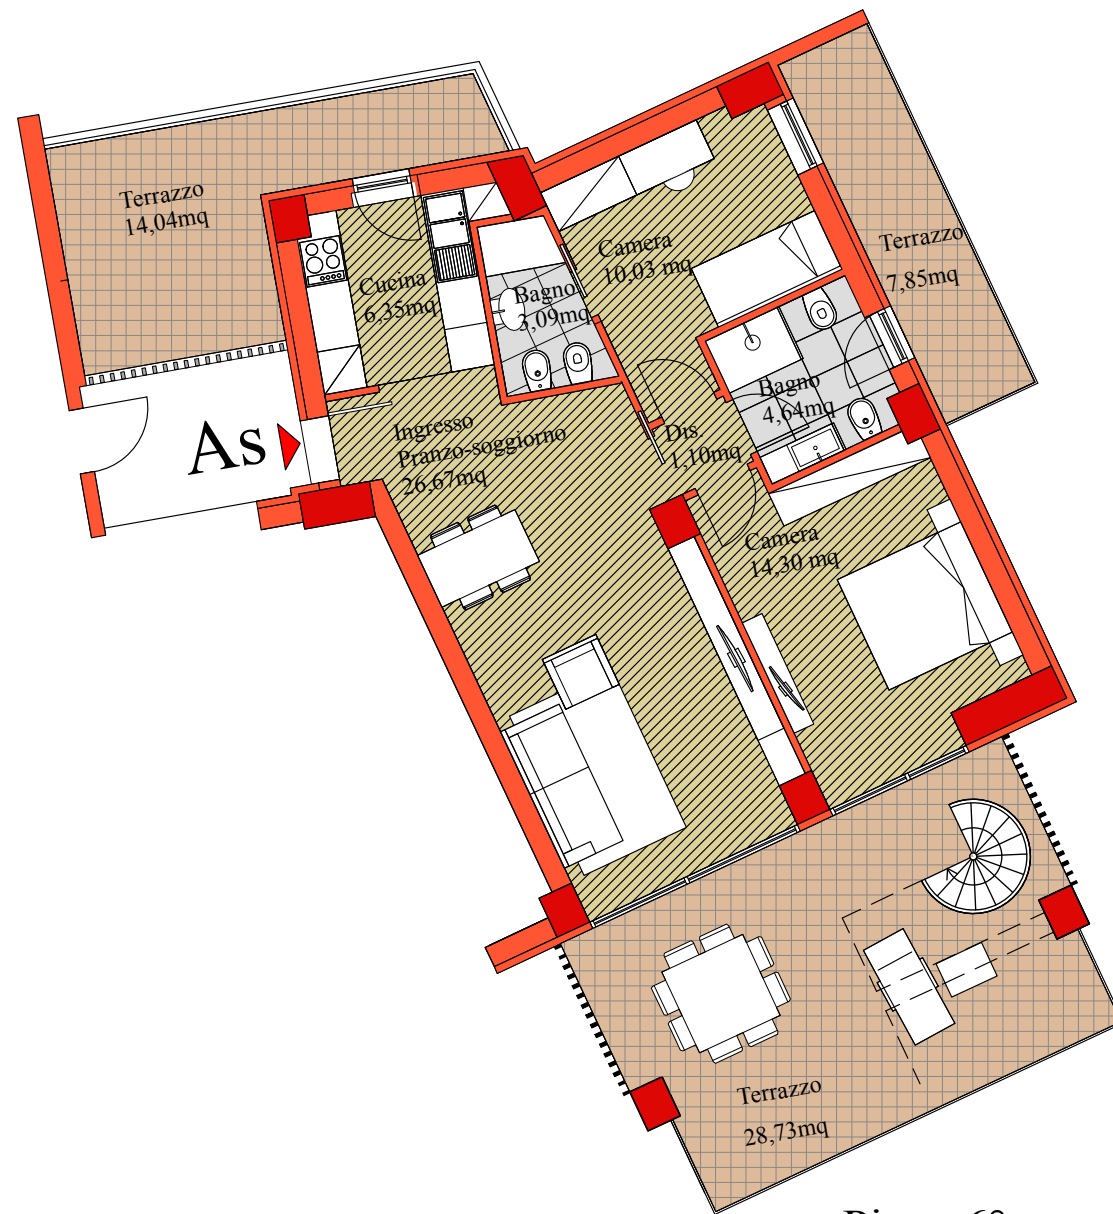 Terrazzo
14,04mq
Cucina
6,35mq
Bagno
3,09mq
Camera
10,03 mq
Terrazzo
7,85mq
Bagno
4,64mq
As
Ingresso
Pranzo-soggiorno
26,67mq
Dis.
1,10mq
Camera
14,30 mq
Terrazzo
28,73mq